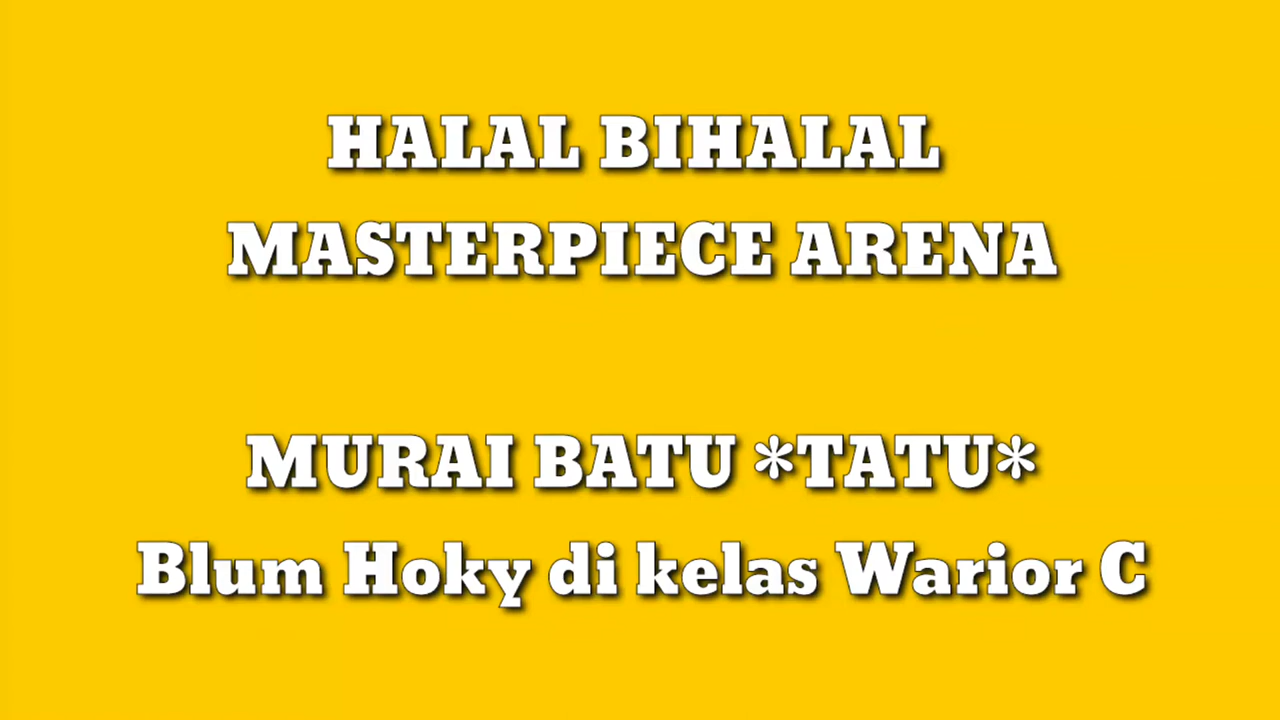 HALAL BIHALAL
MASTERPIECE ARENA
MURAI BATU *TATU*
Blum Hoky di kelas Warior C